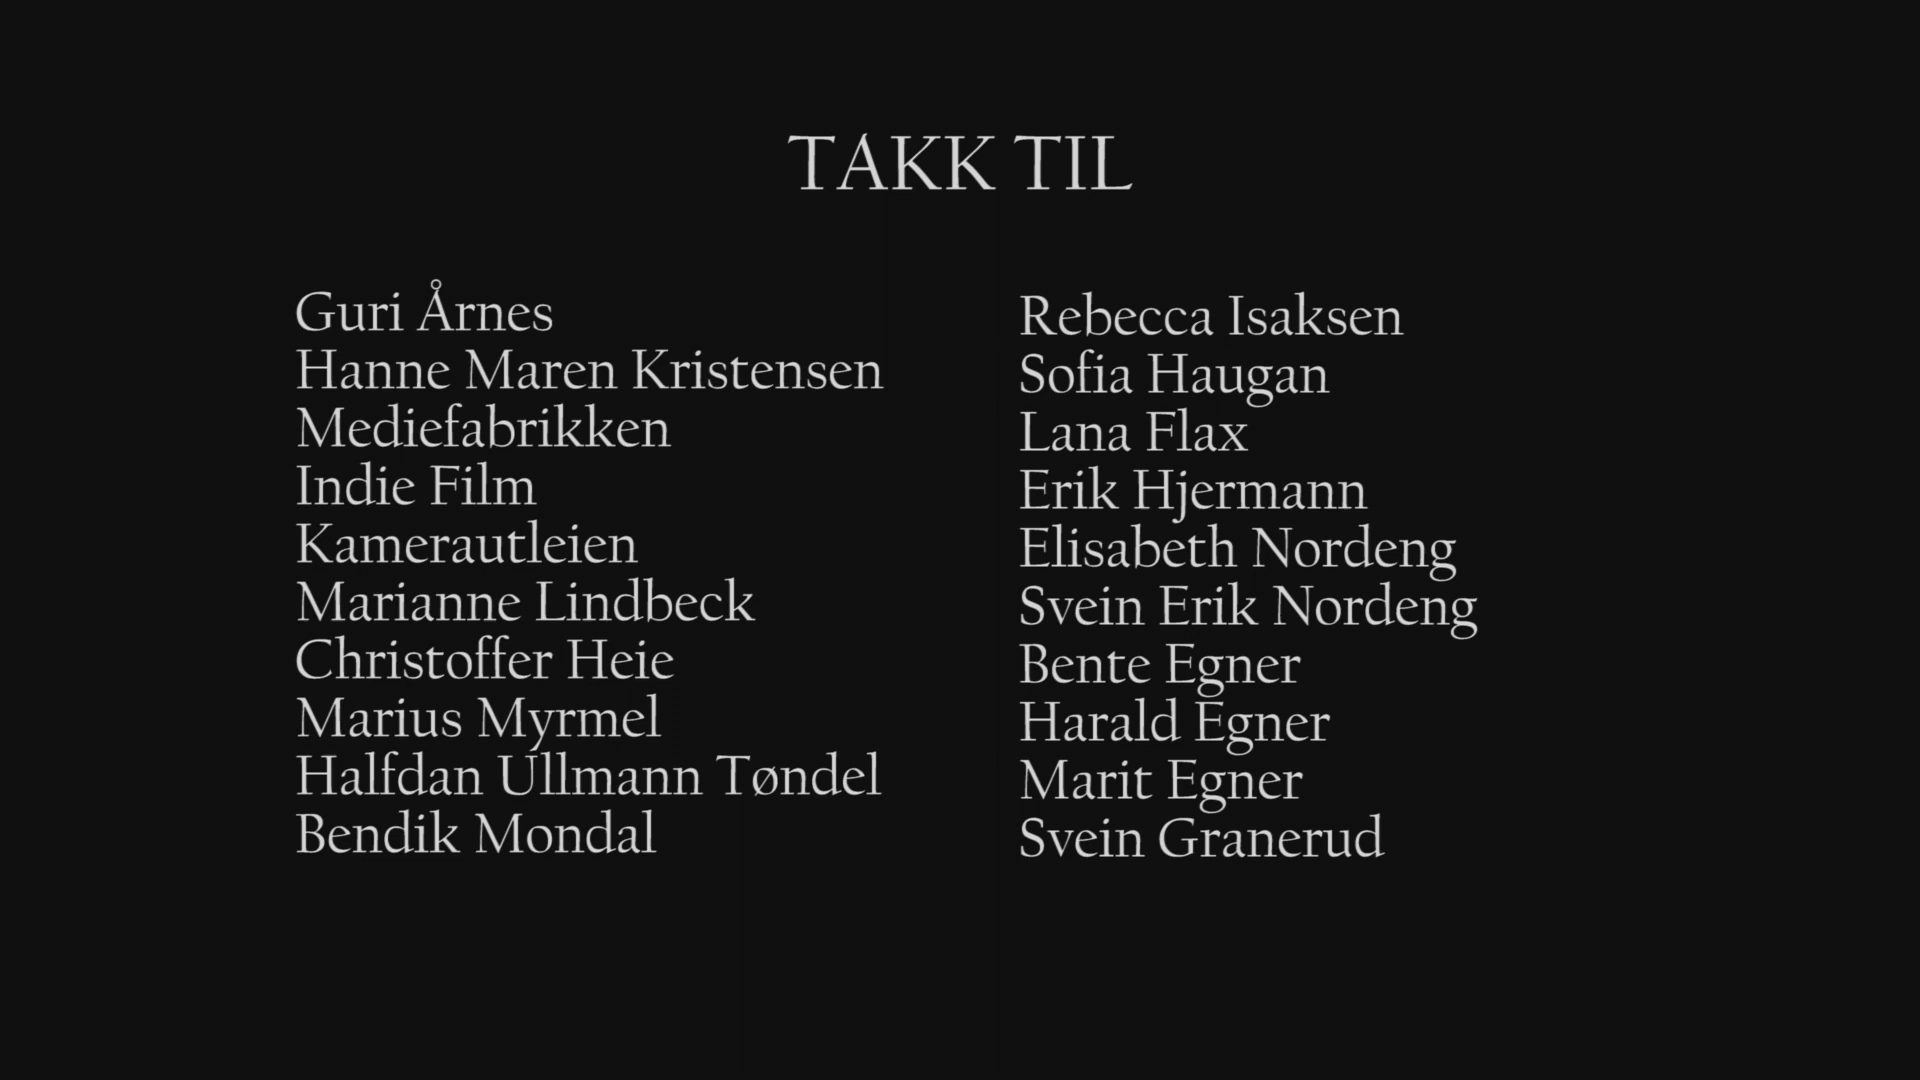 TAKK TIL
Guri Årnes
Hanne Maren Kristensen
Mediefabrikken
Indie Film
Kamerautleien
Marianne Lindbeck
Christoffer Heie
Marius Myrmel
Halfdan Ullmann Tøndel
Bendik Mondal
Rebecca Isaksen
Sofia Haugan
Lana Flax
Erik Hjermann
Elisabeth Nordeng
Svein Erik Nordeng
Bente Egner
Harald Egner
Marit Egner
Svein Granerud